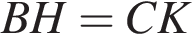 BH = CK